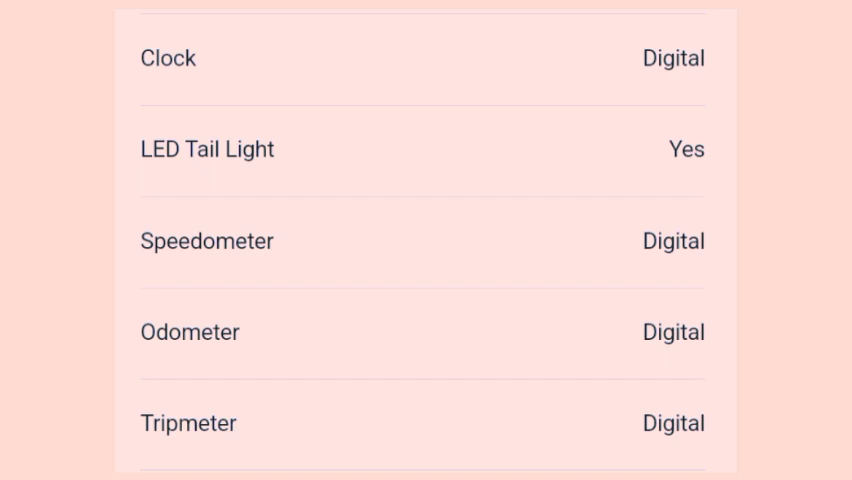 Clock Digital
LED Tail Light Yes
Speedometer Digital
Odometer Digital
Tripmeter Digital